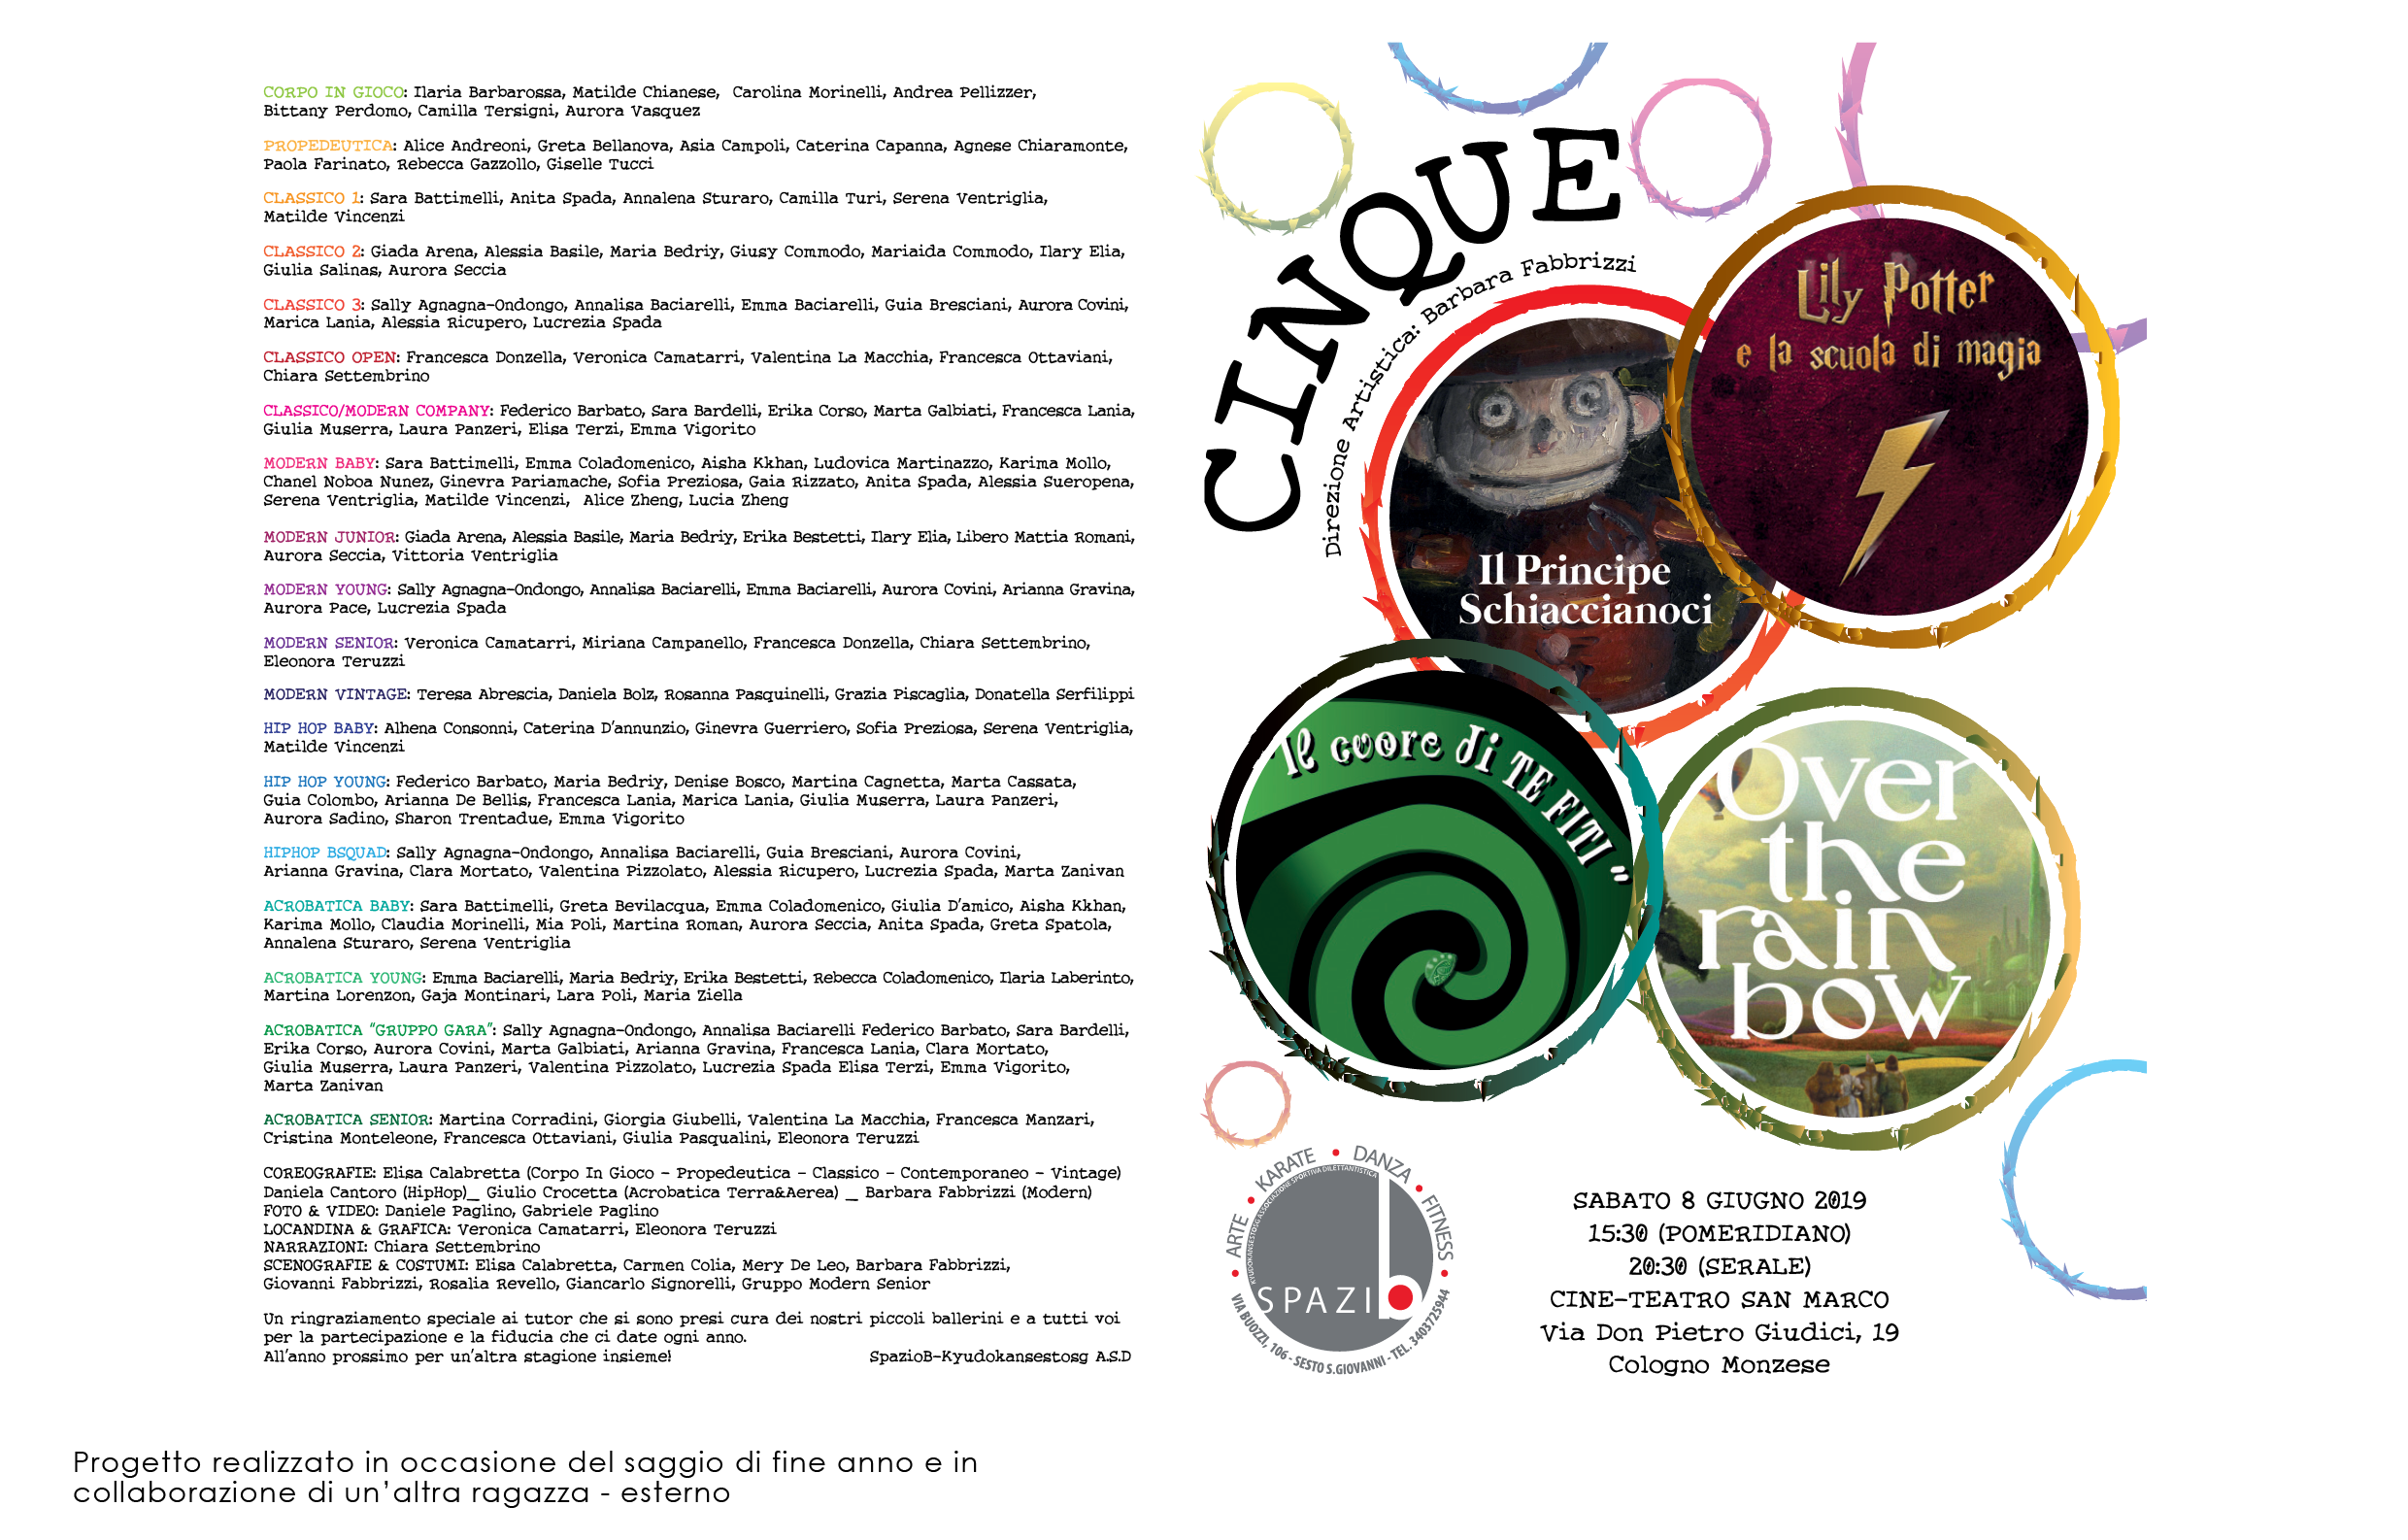 CORPO IN GIOCO: Ilaria Barbarossa, Matilde Chianese, Carolina Morinelli, Andrea Pellizzer,
Bittany Perdomo, Camilla Tersigni, Aurora Vasquez
PROPEDEUTICA: Alice Andreoni, Greta Bellanova, Asia Campoli, Caterina Capanna, Agnese Chiaramonte,
Paola Farinato, Rebecca Gazzollo, Giselle Tucci
CLASSICO 1: Sara Battimelli, Anita Spada, Annalena Sturaro, Camilla Turi, Serena Ventriglia,
Matilde Vincenzi
CLASSICO 2: Giada Arena, Alessia Basile, Maria Bedriy, Giusy Commodo, Mariaida Commodo, Ilary Elia,
Giulia Salinas, Aurora Seccia
CLASSICO 3: Sally Agnagna-Ondongo, Annalisa Baciarelli, Emma Baciarelli, Guia Bresciani, Aurora Covini,
Marica Lania, Alessia Ricupero, Lucrezia Spada
CLASSICO OPEN: Francesca Donzella, Veronica Camatarri, Valentina La Macchia, Francesca Ottaviani,
Chiara Settembrino
CLASSICO/MODERN COMPANY: Federico Barbato, Sara Bardelli, Erika Corso, Marta Galbiati, Francesca Lania,
Giulia Muserra, Laura Panzeri, Elisa Terzi, Emma Vigorito
MODERN BABY: Sara Battimelli, Emma Coladomenico, Aisha Kkhan, Ludovica Martinazzo, Karima Mollo,
Chanel Noboa Nunez, Ginevra Pariamache, Sofia Preziosa, Gaia Rizzato, Anita Spada, Alessia Sueropena,
Serena Ventriglia, Matilde Vincenzi, Alice Zheng, Lucia Zheng
MODERN JUNIOR: Giada Arena, Alessia Basile, Maria Bedriy, Erika Bestetti, Ilary Elia, Libero Mattia Romani,
Aurora Seccia, Vittoria Ventriglia
MODERN YOUNG: Sally Agnagna-Ondongo, Annalisa Baciarelli, Emma Baciarelli, Aurora Covini, Arianna Gravina,
Aurora Pace, Lucrezia Spada
MODERN SENIOR: Veronica Camatarri, Miriana Campanello, Francesca Donzella, Chiara Settembrino,
Eleonora Teruzzi
MODERN VINTAGE: Teresa Abrescia, Daniela Bolz, Rosanna Pasquinelli, Grazia Piscaglia, Donatella Serfilippi
HIP HOP BABY: Alhena Consonni, Caterina D'annunzio, Ginevra Guerriero, Sofia Preziosa, Serena Ventriglia,
Matilde Vincenzi
HIP HOP YOUNG: Federico Barbato, Maria Bedriy, Denise Bosco, Martina Cagnetta, Marta Cassata,
Guia Colombo, Arianna De Bellis, Francesca Lania, Marica Lania, Giulia Muserra, Laura Panzeri,
Aurora Sadino, Sharon Trentadue, Emma Vigorito
HIPHOP BSQUAD: Sally Agnagna-Ondongo, Annalisa Baciarelli, Guia Bresciani, Aurora Covini,
Arianna Gravina, Clara Mortato, Valentina Pizzolato, Alessia Ricupero, Lucrezia Spada, Marta Zanivan
ACROBATICA BABY: Sara Battimelli, Greta Bevilacqua, Emma Coladomenico, Giulia D'amico, Aisha Kkhan,
Karima Mollo, Claudia Morinelli, Mia Poli, Martina Roman, Aurora Seccia, Anita Spada, Greta Spatola,
Annalena Sturaro, Serena Ventriglia
ACROBATICA YOUNG: Emma Baciarelli, Maria Bedriy, Erika Bestetti, Rebecca Coladomenico, Ilaria Laberinto,
Martina Lorenzon, Gaja Montinari, Lara Poli, Maria Ziella
ACROBATICA "GRUPPO GARA": Sally Agnagna-Ondongo, Annalisa Baciarelli Federico Barbato, Sara Bardelli,
Erika Corso, Aurora Covini, Marta Galbiati, Arianna Gravina, Francesca Lania, Clara Mortato,
Giulia Muserra, Laura Panzeri, Valentina Pizzolato, Lucrezia Spada Elisa Terzi, Emma Vigorito,
Marta Zanivan
ACROBATICA SENIOR: Martina Corradini, Giorgia Giubelli, Valentina La Macchia, Francesca Manzari,
Cristina Monteleone, Francesca Ottaviani, Giulia Pasqualini, Eleonora Teruzzi
COREOGRAFIE: Elisa Calabretta (Corpo In Gioco - Propedeutica - Classico - Contemporaneo - Vintage)
Daniela Cantoro (HipHop)_ Giulio Crocetta (Acrobatica Terra&Aerea) _ Barbara Fabbrizzi (Modern)
FOTO & VIDEO: Daniele Paglino, Gabriele Paglino
LOCANDINA & GRAFICA: Veronica Camatarri, Eleonora Teruzzi
NARRAZIONI: Chiara Settembrino
SCENOGRAFIE & COSTUMI: Elisa Calabretta, Carmen Colia, Mery De Leo, Barbara Fabbrizzi,
Giovanni Fabbrizzi, Rosalia Revello, Giancarlo Signorelli, Gruppo Modern Senior
Un ringraziamento speciale ai tutor che si sono presi cura dei nostri piccoli ballerini e a tutti voi
per la partecipazione e la fiducia che ci date ogni anno.
All'anno prossimo per un'altra stagione insieme! SpazioB-Kyudokansestosg A.S.D
CINQUE
Direzione Artistica: Barbara Fabbrizzi
Lily Potter
e la scuola di magia
Il Principe
Schiaccianoci
Il cuore di TE FITI "
Over
the
rain
bow
ARTE • KARATE • DANZA • FITNESS
KYUDOKANSESTOSG ASSOCIAZIONE SPORTIVA DILETTANTISTICA
SPAZI b
VIA BUOZZI, 106 - SESTO S.GIOVANNI - TEL. 3403725944
SABATO 8 GIUGNO 2019
15:30 (POMERIDIANO)
20:30 (SERALE)
CINE-TEATRO SAN MARCO
Via Don Pietro Giudici, 19
Cologno Monzese
Progetto realizzato in occasione del saggio di fine anno e in
collaborazione di un'altra ragazza - esterno